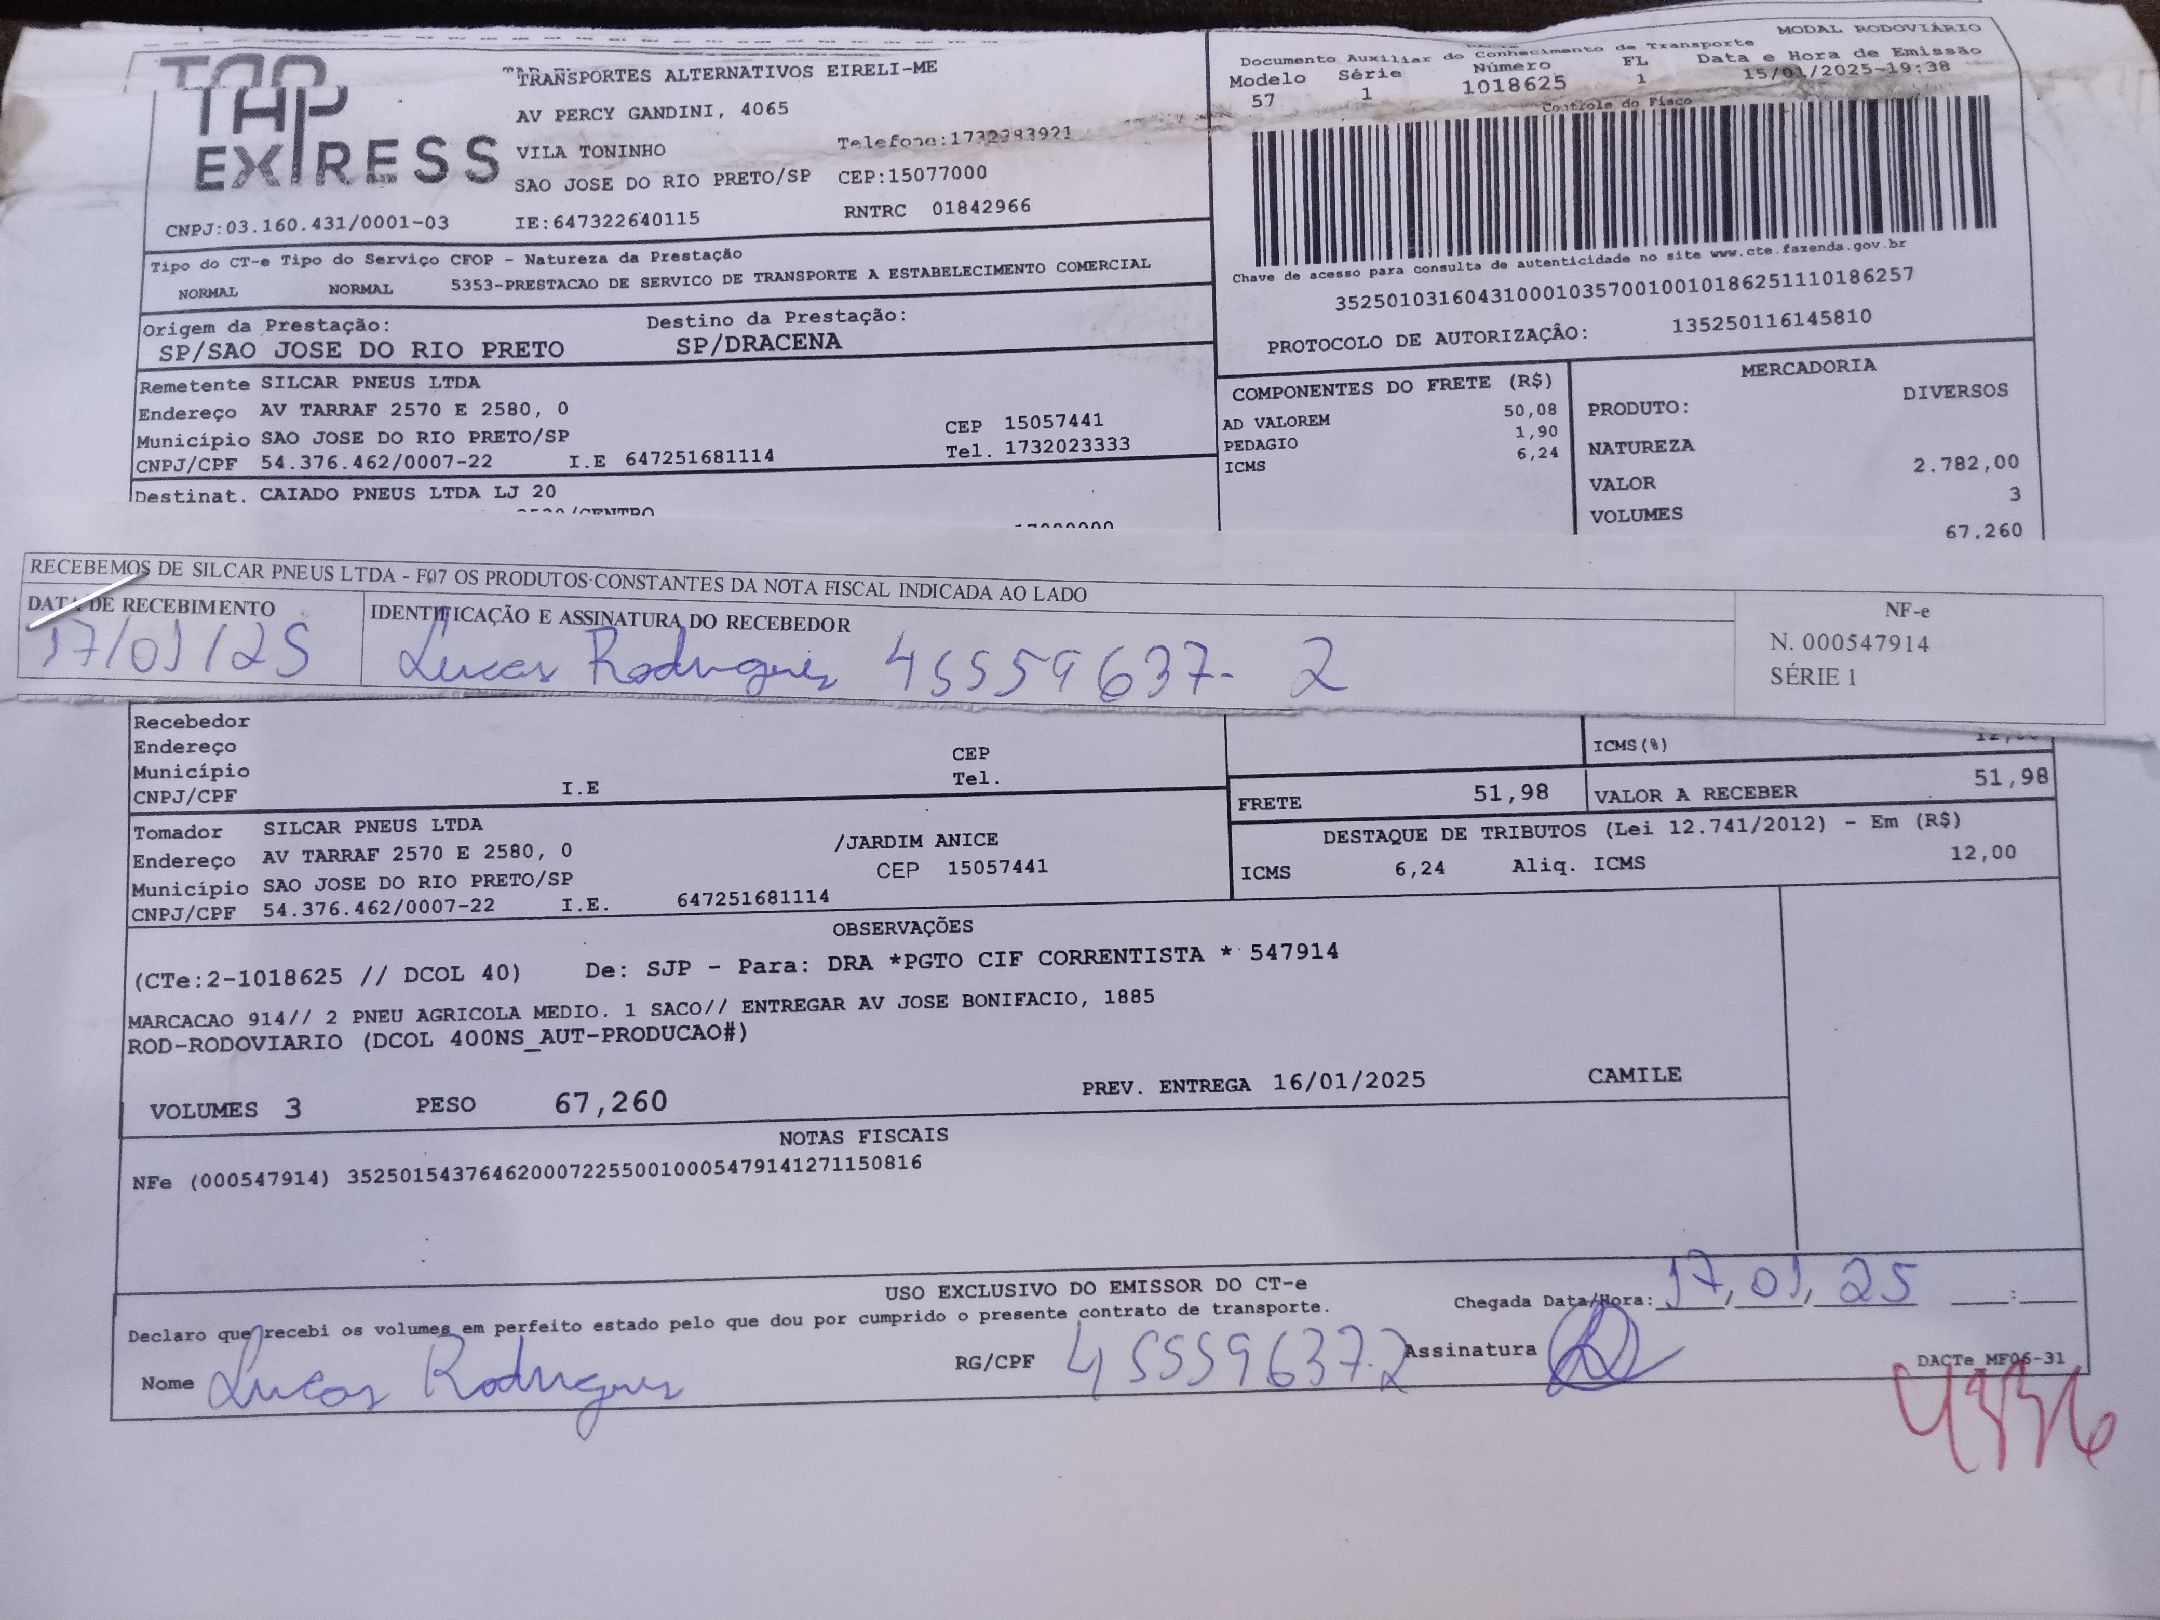 TAP
EXPRESS
TRANSPORTES ALTERNATIVOS EIRELI-ME
AV PERCY GANDINI, 4065
VILA TONINHO Telefone:1732383921
SAO JOSE DO RIO PRETO/SP CEP:15077000
CNPJ:03.160.431/0001-03 IE:647322640115 RNTRC 01842966
MODAL RODOVIÁRIO
Documento Auxiliar do Conhecimento de Transporte
Modelo Série Número FL Data e Hora de Emissão
57 1 1018625 1 15/01/2025-19:38
Controle do Fisco
Chave de acesso para consulta de autenticidade no site www.cte.fazenda.gov.br
35250103160431000103570010010186251110186257
PROTOCOLO DE AUTORIZAÇÂO: 135250116145810
Tipo do CT-e Tipo do Serviço CFOP - Natureza da Prestação
NORMAL NORMAL 5353-PRESTACAO DE SERVICO DE TRANSPORTE A ESTABELECIMENTO COMERCIAL
Origem da Prestação: Destino da Prestação:
SP/SAO JOSE DO RIO PRETO SP/DRACENA
Remetente SILCAR PNEUS LTDA
Endereço AV TARRAF 2570 E 2580, 0
Município SAO JOSE DO RIO PRETO/SP CEP 15057441
CNPJ/CPF 54.376.462/0007-22 I.E 647251681114 Tel. 1732023333
Destinat. CAIADO PNEUS LTDA LJ 20
COMPONENTES DO FRETE (R$)
AD VALOREM 50,08
PEDAGIO 1,90
ICMS 6,24
MERCADORIA
PRODUTO: DIVERSOS
NATUREZA
VALOR 2.782,00
VOLUMES 3
67,260
RECEBEMOS DE SILCAR PNEUS LTDA - F07 OS PRODUTOS CONSTANTES DA NOTA FISCAL INDICADA AO LADO
DATA DE RECEBIMENTO IDENTIFICAÇÃO E ASSINATURA DO RECEBEDOR
17/01/25 Lucas Rodrigues 45559637-2
NF-e
N. 000547914
SÉRIE 1
Recebedor
Endereço
Município CEP
CNPJ/CPF I.E Tel.
ICMS(%)
FRETE 51,98 VALOR A RECEBER 51,98
Tomador SILCAR PNEUS LTDA
Endereço AV TARRAF 2570 E 2580, 0 /JARDIM ANICE
Município SAO JOSE DO RIO PRETO/SP CEP 15057441
CNPJ/CPF 54.376.462/0007-22 I.E. 647251681114
DESTAQUE DE TRIBUTOS (Lei 12.741/2012) - Em (R$)
ICMS 6,24 Aliq. ICMS 12,00
OBSERVAÇÕES
(CTe:2-1018625 // DCOL 40) De: SJP - Para: DRA *PGTO CIF CORRENTISTA * 547914
MARCACAO 914// 2 PNEU AGRICOLA MEDIO. 1 SACO// ENTREGAR AV JOSE BONIFACIO, 1885
ROD-RODOVIARIO (DCOL 400NS_AUT-PRODUCAO#)
VOLUMES 3 PESO 67,260 PREV. ENTREGA 16/01/2025 CAMILE
NOTAS FISCAIS
NFe (000547914) 35250154376462000722550010005479141271150816
USO EXCLUSIVO DO EMISSOR DO CT-e
Declaro que recebi os volumes em perfeito estado pelo que dou por cumprido o presente contrato de transporte.
Chegada Data/Hora: 17/01/25 :
Nome Lucas Rodrigues RG/CPF 45559637.2 Assinatura
DACTe_MF06-31